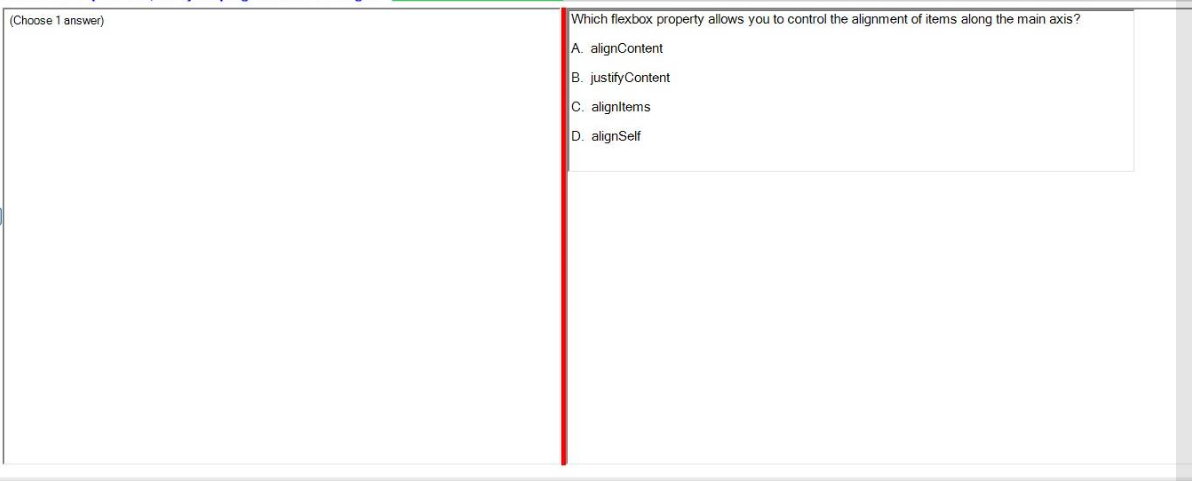 (Choose 1 answer)
Which flexbox property allows you to control the alignment of items along the main axis?
A. alignContent
B. justifyContent
C. alignItems
D. alignSelf